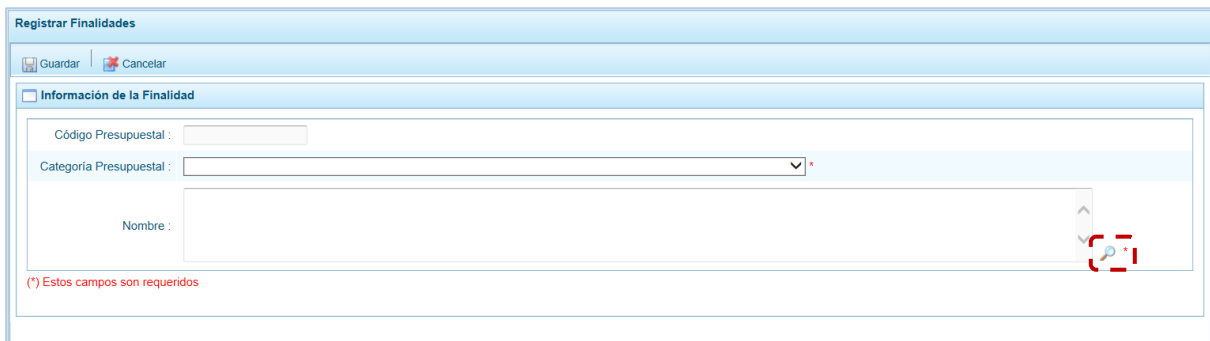 Registrar Finalidades
Guardar Cancelar
Información de la Finalidad
Código Presupuestal :
Categoría Presupuestal : *
Nombre :
*
(*) Estos campos son requeridos